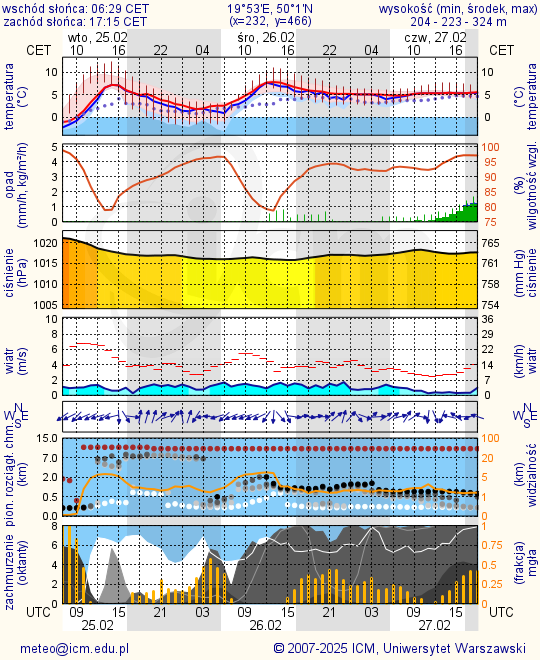 wschód słońca: 06:29 CET 19°53'E, 50°1'N wysokość (min, środek, max)
zachód słońca: 17:15 CET (x=232, y=466) 204 - 223 - 324 m
wto, 25.02 śro, 26.02 czw, 27.02
CET 10 16 22 04 10 16 22 04 10 16 CET
temperatura (°C) 10 5 0
10 5 0 (°C) temperatura
opad (mm/h, kg/m²/h) 5 4 3 2 1 0
100 95 90 85 80 75 (%) wilgotność wzgl.
ciśnienie (hPa) 1020 1015 1010 1005
765 761 758 754 (mm Hg) ciśnienie
wiatr (m/s) 10 8 6 4 2 0
36 29 22 14 7 0 (km/h) wiatr
N W E S
N W E S
pion. rozciągł. chm. (km) 15.0 10.0 2.0 0.5 0.0
100 20 5 1 0 (km) widzialność
zachmurzenie (oktanty) 8 6 4 2 0
1 0.75 0.5 0.25 0 (frakcja) mgła
UTC 09 15 21 03 09 15 21 03 09 15 UTC
25.02 26.02 27.02
meteo@icm.edu.pl © 2007-2025 ICM, Uniwersytet Warszawski